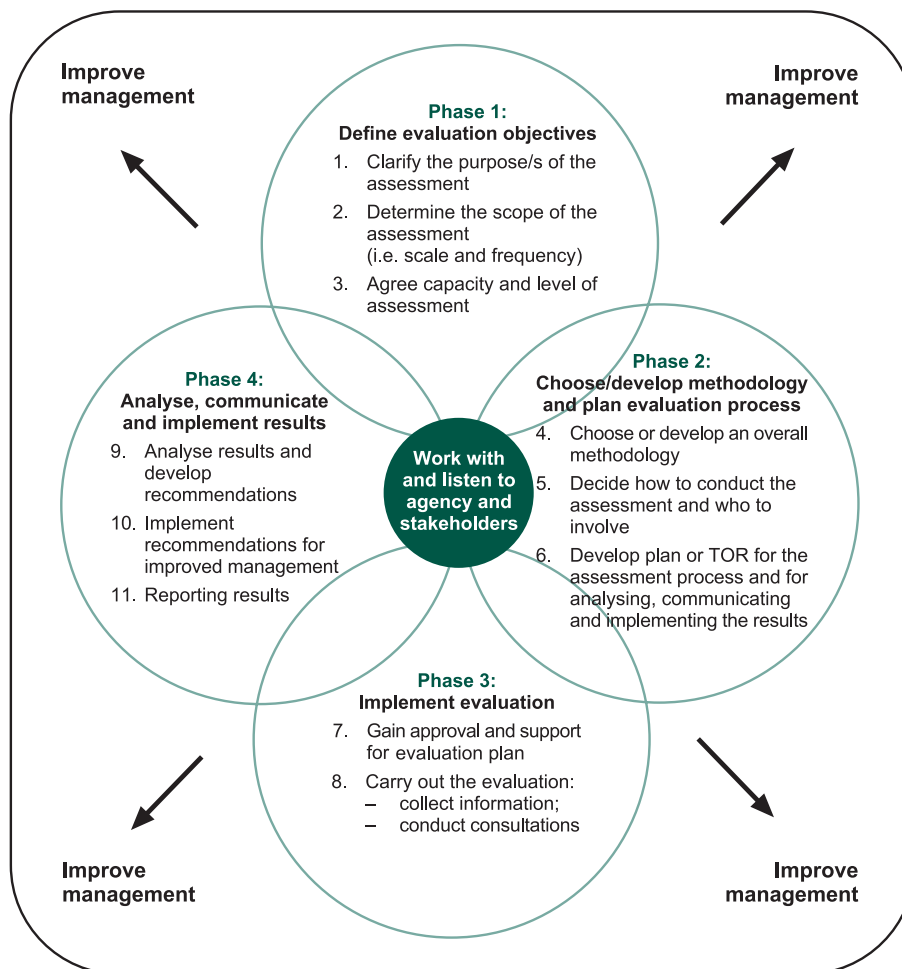 Improve
management
Improve
management
Phase 1:
Define evaluation objectives
1. Clarify the purpose/s of the
assessment
2. Determine the scope of the
assessment
(i.e. scale and frequency)
3. Agree capacity and level of
assessment
Phase 4:
Analyse, communicate
and implement results
9. Analyse results and
develop
recommendations
10. Implement
recommendations for
improved management
11. Reporting results
Work with
and listen to
agency and
stakeholders
Phase 2:
Choose/develop methodology
and plan evaluation process
4. Choose or develop an overall
methodology
5. Decide how to conduct the
assessment and who to
involve
6. Develop plan or TOR for the
assessment process and for
analysing, communicating
and implementing the results
Phase 3:
Implement evaluation
7. Gain approval and support
for evaluation plan
8. Carry out the evaluation:
– collect information;
– conduct consultations
Improve
management
Improve
management